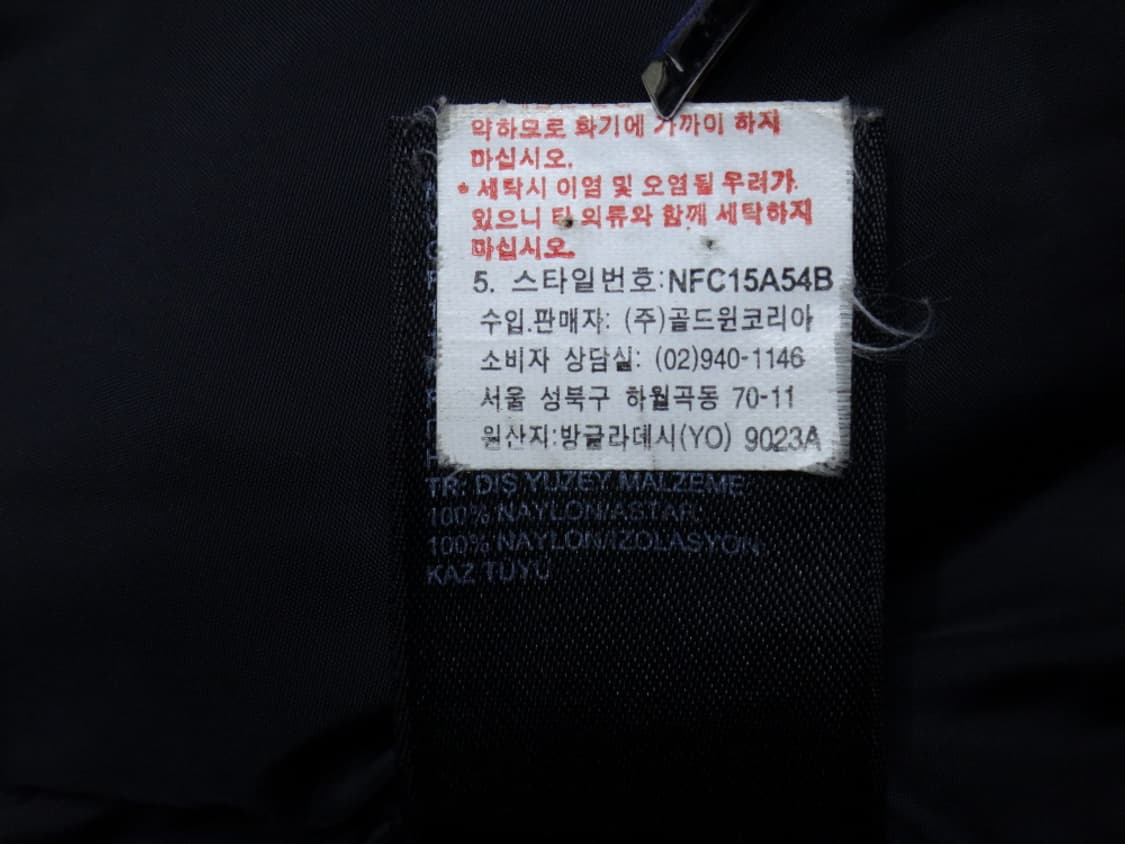 약하므로 화기에 가까이 하지
마십시오.
* 세탁시 이염 및 오염될 우려가
있으니 타 의류와 함께 세탁하지
마십시오.
5. 스타일번호:NFC15A54B
수입.판매자: (주)골드윈코리아
소비자 상담실: (02)940-1146
서울 성북구 하월곡동 70-11
원산지:방글라데시(YO) 9023A
TR: DIŞ YÜZEY MALZEME
100% NAYLON/ASTAR:
100% NAYLON/IZOLASYON:
KAZ TÜYÜ